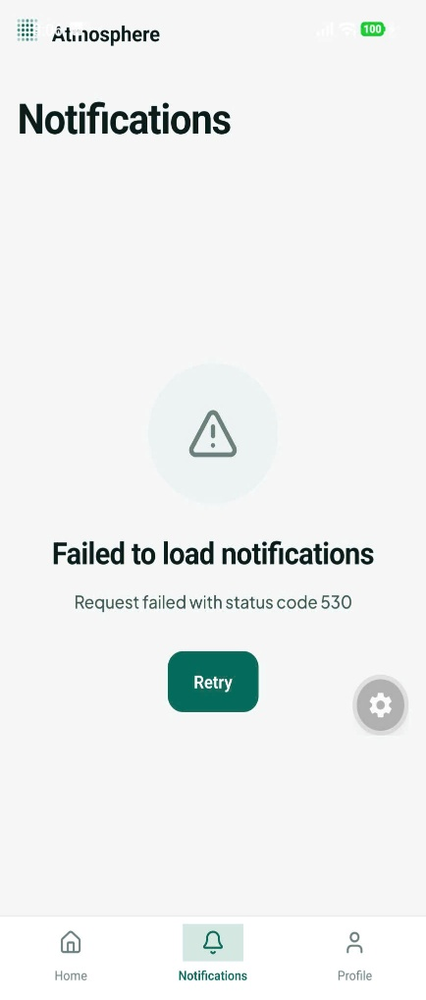 Atmosphere
100
Notifications
Failed to load notifications
Request failed with status code 530
Retry
Home
Notifications
Profile